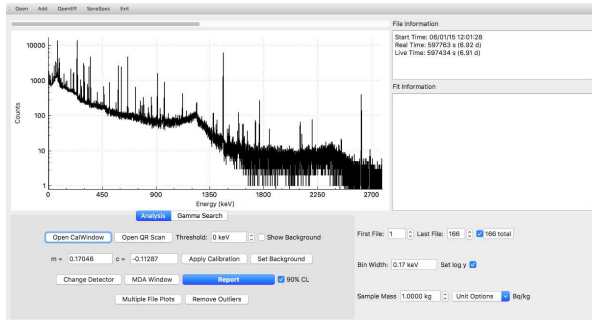 Open Add OpenEff SaveSpec Exit
File Information
Start Time: 06/01/15 12:01:28
Real Time: 597763 s (6.92 d)
Live Time: 597434 s (6.91 d)
Fit Information
10000
1000
100
10
1
Counts
0 450 900 1350 1800 2250 2700
Energy [keV]
Analysis Gamma Search
Open CalWindow Open QR Scan Threshold: 0 keV Show Background
m = 0.17046 c = -0.11287 Apply Calibration Set Background
Change Detector MDA Window Report 90% CL
Multiple File Plots Remove Outliers
First File: 1 Last File: 166 166 total
Bin Width: 0.17 keV Set log y
Sample Mass 1.0000 kg Unit Options Bq/kg